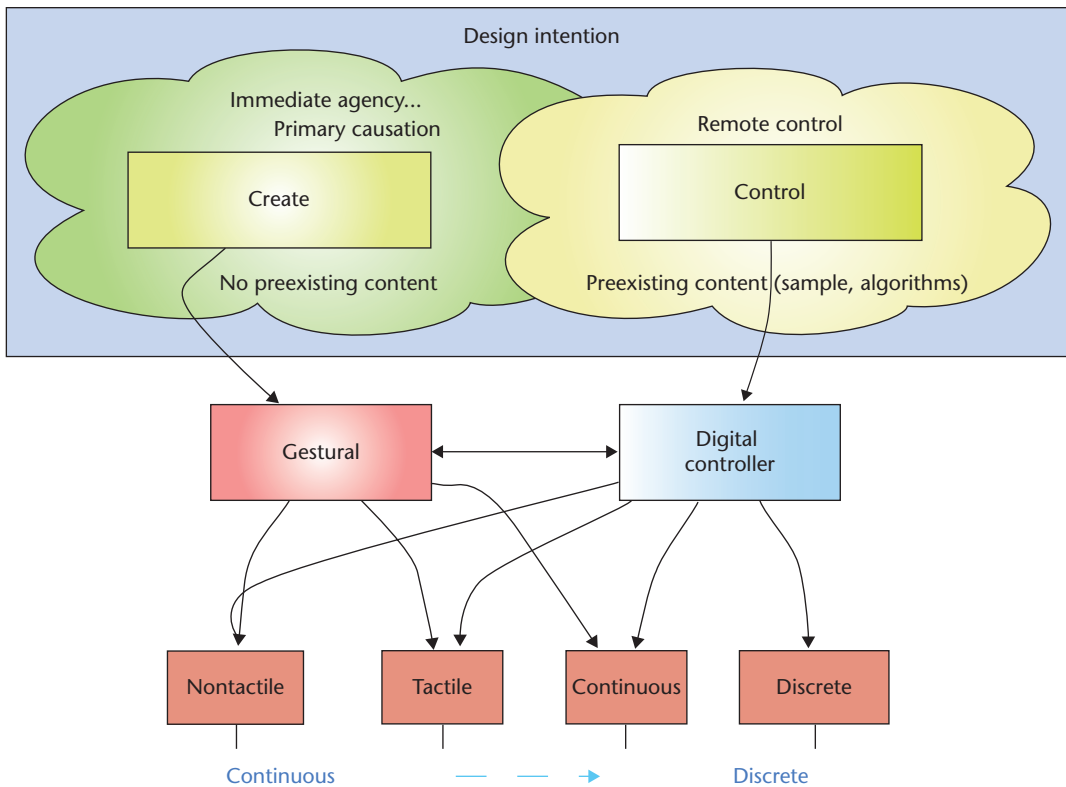 Design intention
Immediate agency...
Primary causation
Create
No preexisting content
Remote control
Control
Preexisting content (sample, algorithms)
Gestural
Digital
controller
Nontactile
Tactile
Continuous
Discrete
Continuous
Discrete